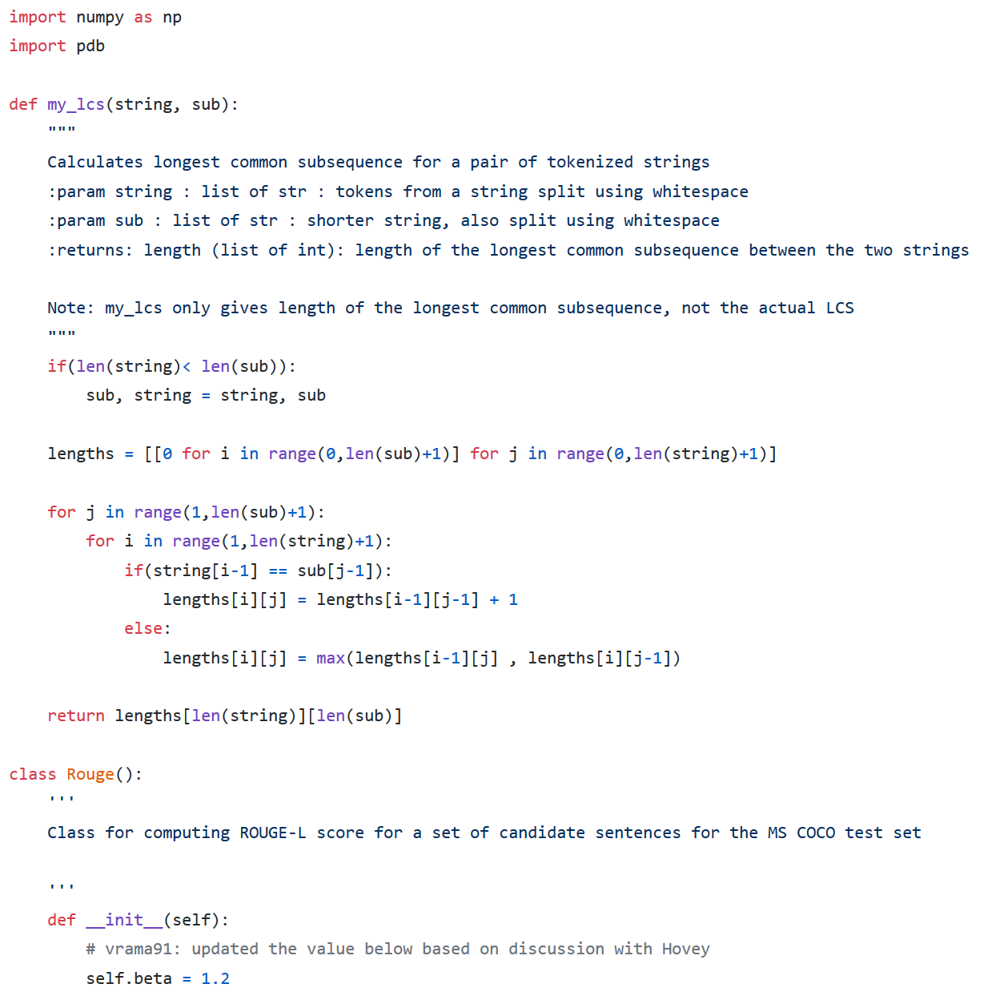 import numpy as np
import pdb

def my_lcs(string, sub):
    """
    Calculates longest common subsequence for a pair of tokenized strings
    :param string : list of str : tokens from a string split using whitespace
    :param sub : list of str : shorter string, also split using whitespace
    :returns: length (list of int): length of the longest common subsequence between the two strings

    Note: my_lcs only gives length of the longest common subsequence, not the actual LCS
    """
    if(len(string)< len(sub)):
        sub, string = string, sub

    lengths = [[0 for i in range(0,len(sub)+1)] for j in range(0,len(string)+1)]

    for j in range(1,len(sub)+1):
        for i in range(1,len(string)+1):
            if(string[i-1] == sub[j-1]):
                lengths[i][j] = lengths[i-1][j-1] + 1
            else:
                lengths[i][j] = max(lengths[i-1][j] , lengths[i][j-1])

    return lengths[len(string)][len(sub)]

class Rouge():
    '''
    Class for computing ROUGE-L score for a set of candidate sentences for the MS COCO test set

    '''
    def __init__(self):
        # vrama91: updated the value below based on discussion with Hovey
        self.beta = 1.2